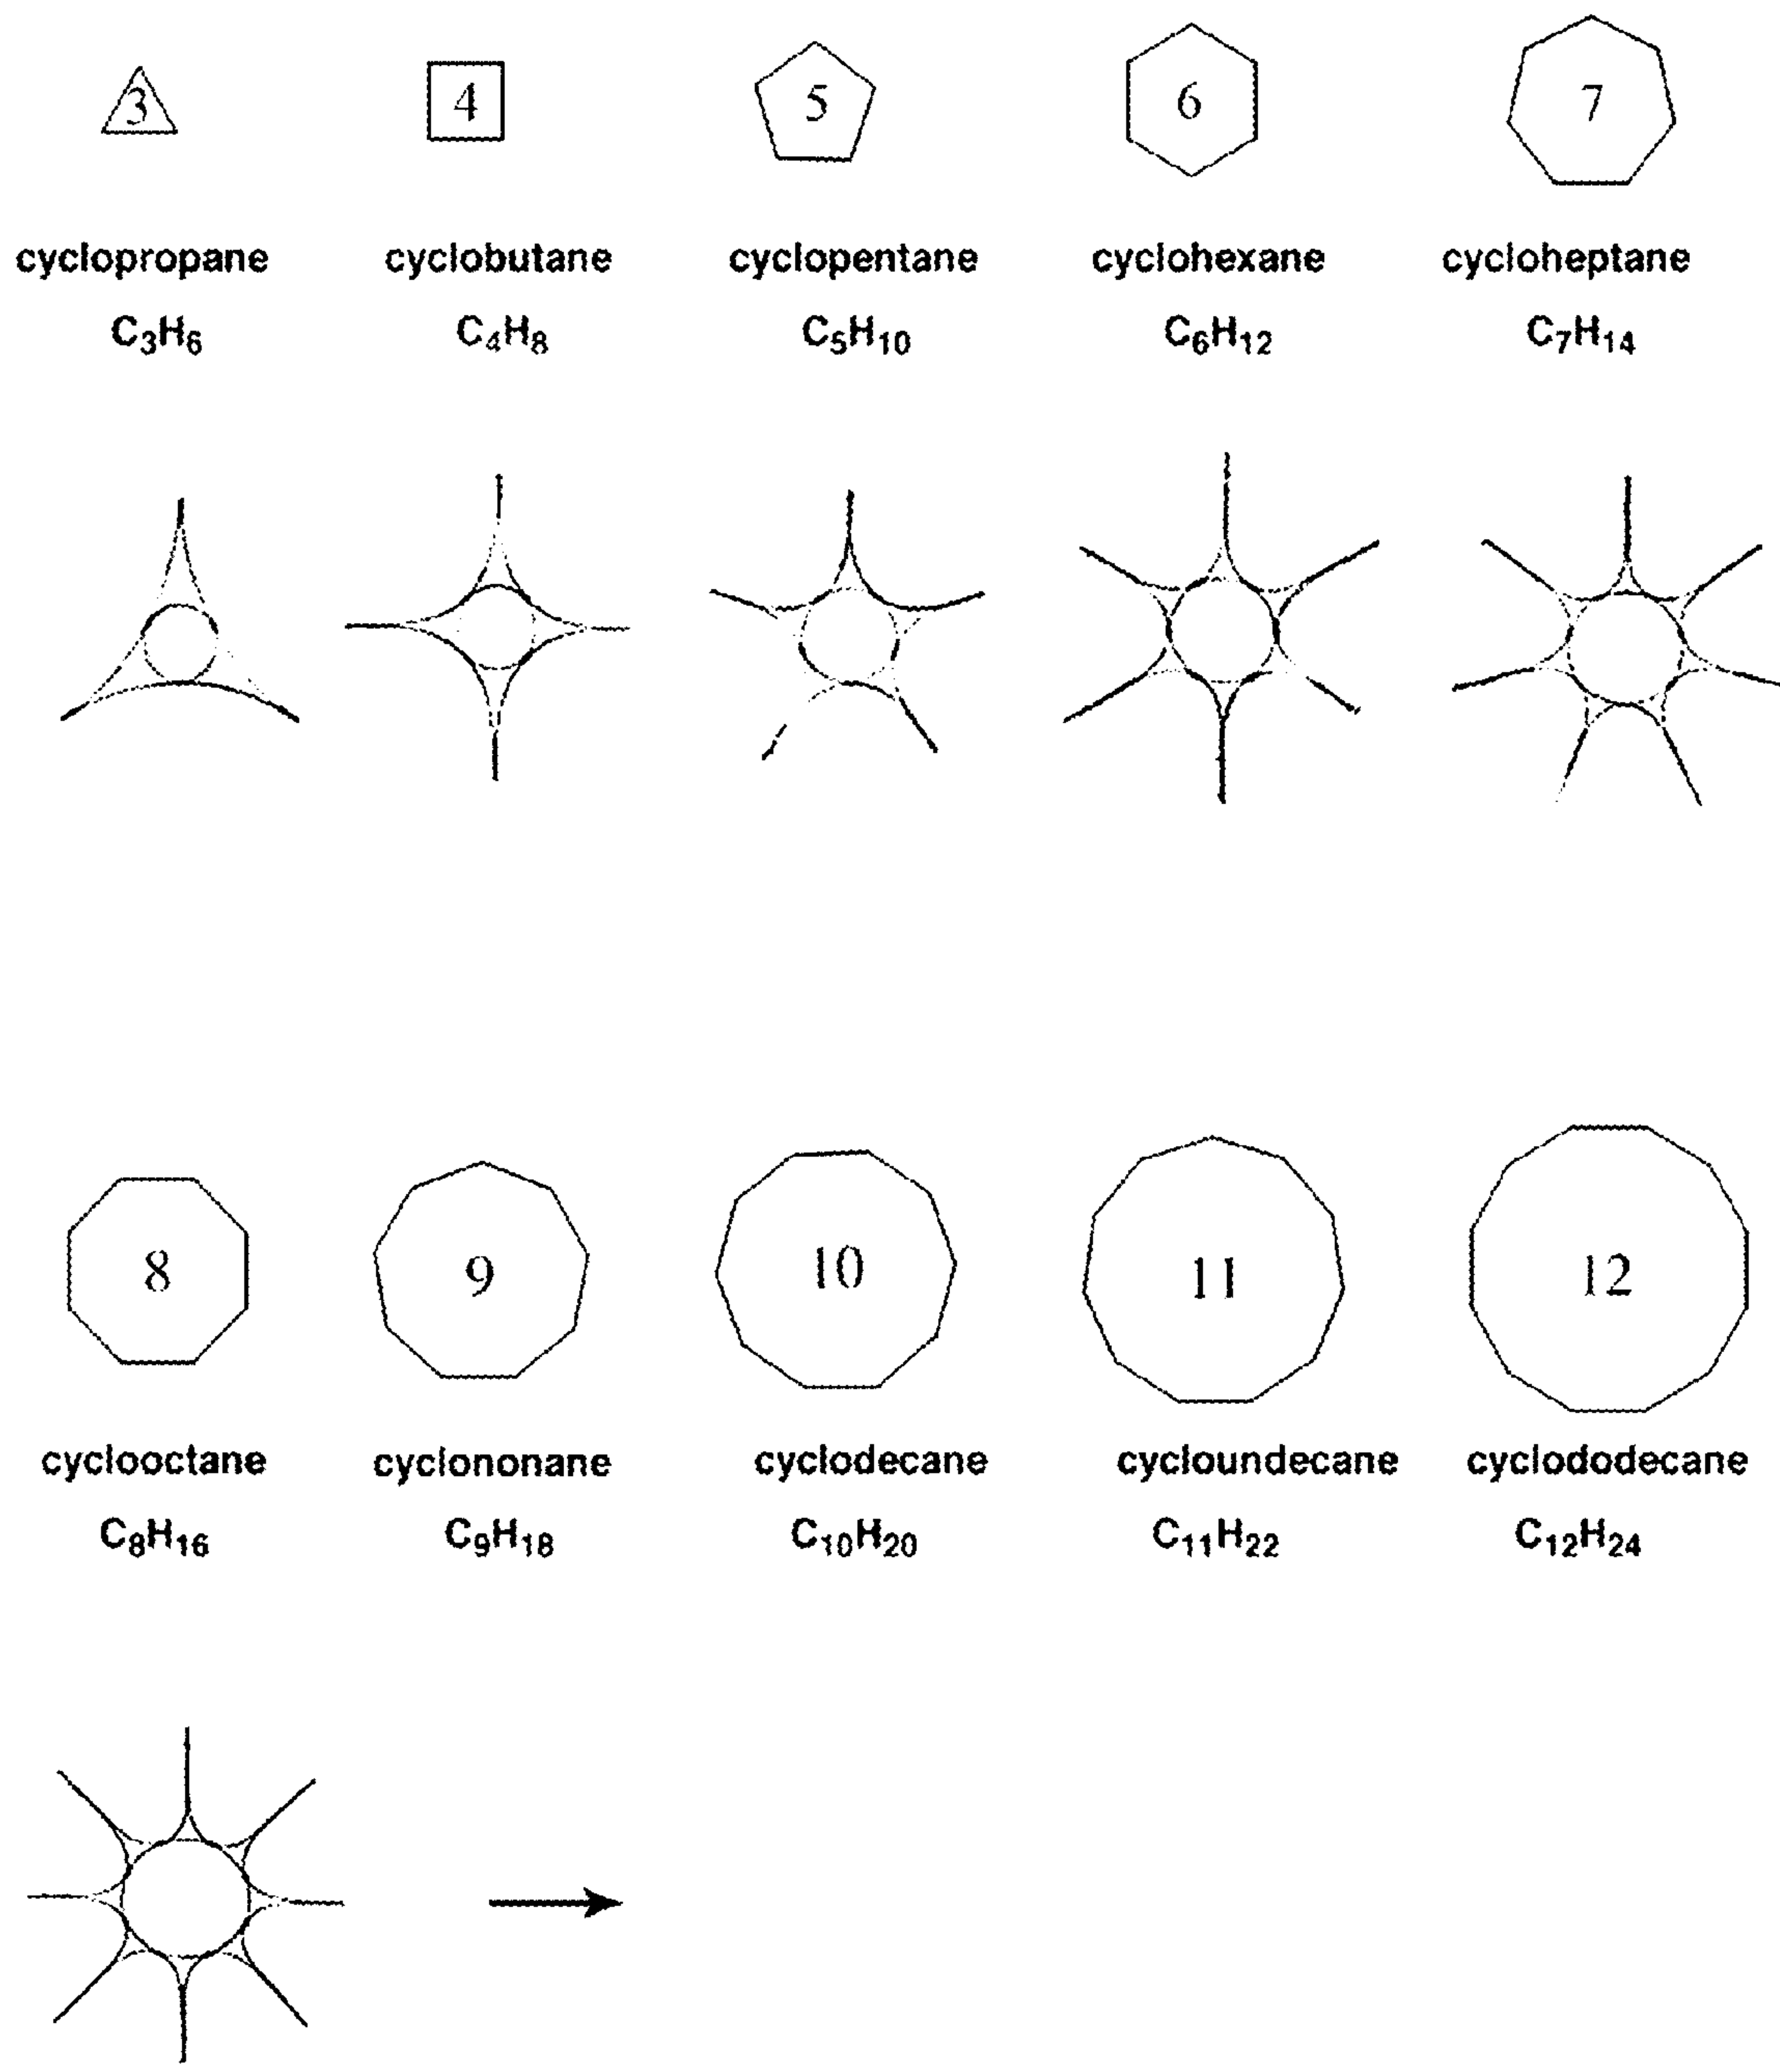 3 4 5 6 7
cyclopropane cyclobutane cyclopentane cyclohexane cycloheptane
C₃H₆ C₄H₈ C₅H₁₀ C₆H₁₂ C₇H₁₄
8 9 10 11 12
cyclooctane cyclononane cyclodecane cycloundecane cyclododecane
C₈H₁₆ C₉H₁₈ C₁₀H₂₀ C₁₁H₂₂ C₁₂H₂₄